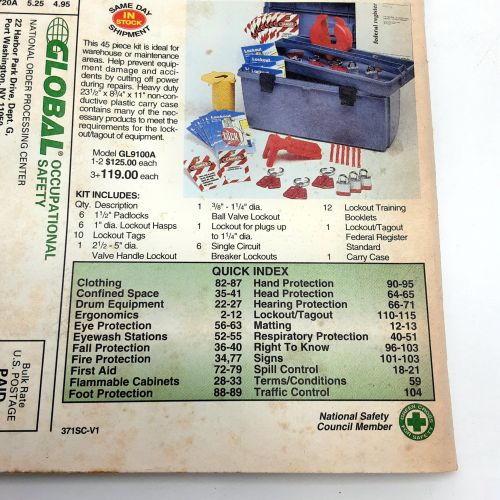 720A 5.25 4.95
22 Harbor Park Drive, Dept. G.
Port Washington, NY
NATIONAL ORDER PROCESSING CENTER
GLOBAL®
OCCUPATIONAL
SAFETY
Bulk Rate
U.S. POSTAGE
PAID
SAME DAY
IN
STOCK
SHIPMENT
This 45 piece kit is ideal for
warehouse or maintenance
areas. Help prevent equip-
ment damage and acci-
dents by cutting off power
during repairs. Heavy duty
23½" x 8¾" x 11" non-con-
ductive plastic carry case
contains many of the nec-
essary products to meet the
requirements for the lock-
out/tagout of equipment.
Model GL9100A
1-2 $125.00 each
3+ 119.00 each
federal register
Lockout
KIT INCLUDES:
Qty. Description
6 1½" Padlocks
6 1" dia. Lockout Hasps
10 Lockout Tags
1 2½ - 5" dia.
Valve Handle Lockout
1 ⅜" - 1¼" dia.
Ball Valve Lockout
1 Lockout for plugs up
to 1¼" dia.
6 Single Circuit
Breaker Lockouts
12 Lockout Training
Booklets
1 Lockout/Tagout
Federal Register
Standard
1 Carry Case
QUICK INDEX
Clothing 82-87
Confined Space 35-41
Drum Equipment 22-27
Ergonomics 2-12
Eye Protection 56-63
Eyewash Stations 52-55
Fall Protection 36-40
Fire Protection 34,77
First Aid 72-79
Flammable Cabinets 28-33
Foot Protection 88-89
Hand Protection 90-95
Head Protection 64-65
Hearing Protection 66-71
Lockout/Tagout 110-115
Matting 12-13
Respiratory Protection 40-51
Right To Know 96-103
Signs 101-103
Spill Control 18-21
Terms/Conditions 59
Traffic Control 104
371SC-V1
National Safety
Council Member
GREEN CROSS
FOR SAFETY